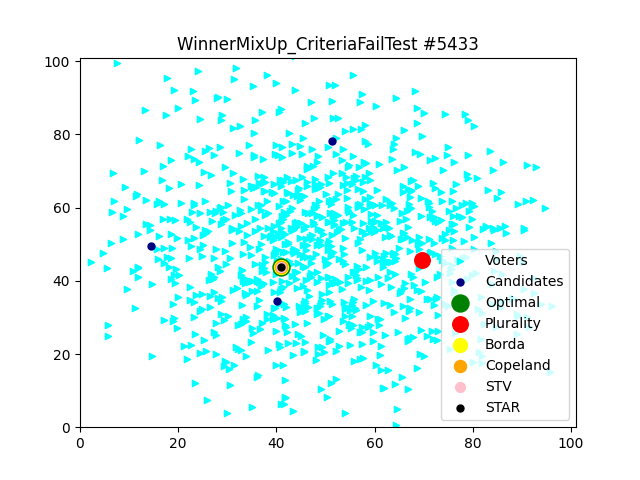 WinnerMixUp_CriteriaFailTest #5433
100
80
60
40
20
0
0 20 40 60 80 100
Voters
Candidates
Optimal
Plurality
Borda
Copeland
STV
STAR